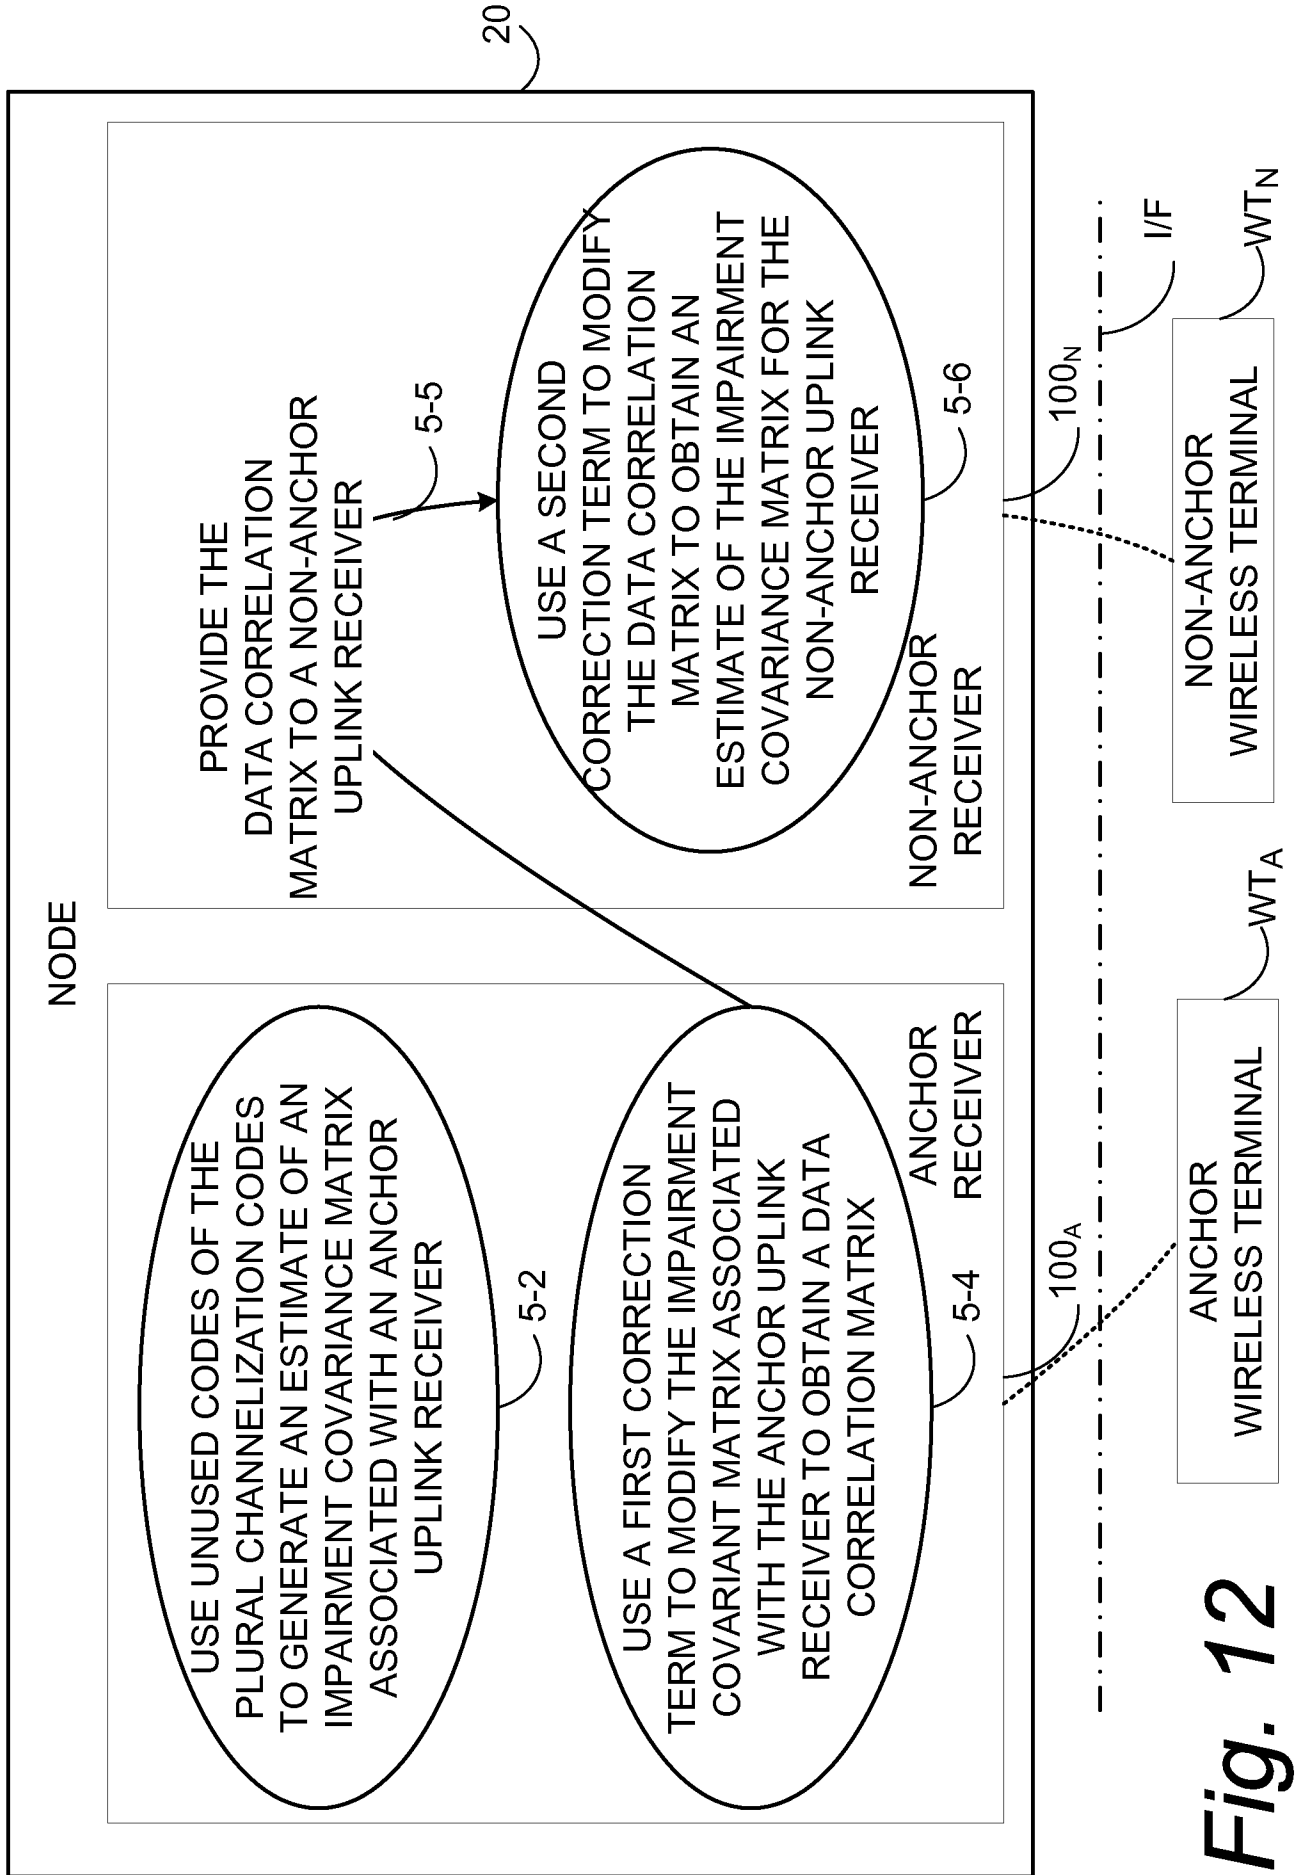 NODE
20
USE UNUSED CODES OF THE
PLURAL CHANNELIZATION CODES
TO GENERATE AN ESTIMATE OF AN
IMPAIRMENT COVARIANCE MATRIX
ASSOCIATED WITH AN ANCHOR
UPLINK RECEIVER
5-2
USE A FIRST CORRECTION
TERM TO MODIFY THE IMPAIRMENT
COVARIANT MATRIX ASSOCIATED
WITH THE ANCHOR UPLINK
RECEIVER TO OBTAIN A DATA
CORRELATION MATRIX
5-4
ANCHOR
RECEIVER
100A
PROVIDE THE
DATA CORRELATION
MATRIX TO A NON-ANCHOR
UPLINK RECEIVER
5-5
USE A SECOND
CORRECTION TERM TO MODIFY
THE DATA CORRELATION
MATRIX TO OBTAIN AN
ESTIMATE OF THE IMPAIRMENT
COVARIANCE MATRIX FOR THE
NON-ANCHOR UPLINK
RECEIVER
5-6
NON-ANCHOR
RECEIVER
100N
I/F
ANCHOR
WIRELESS TERMINAL
WTA
NON-ANCHOR
WIRELESS TERMINAL
WTN
Fig. 12